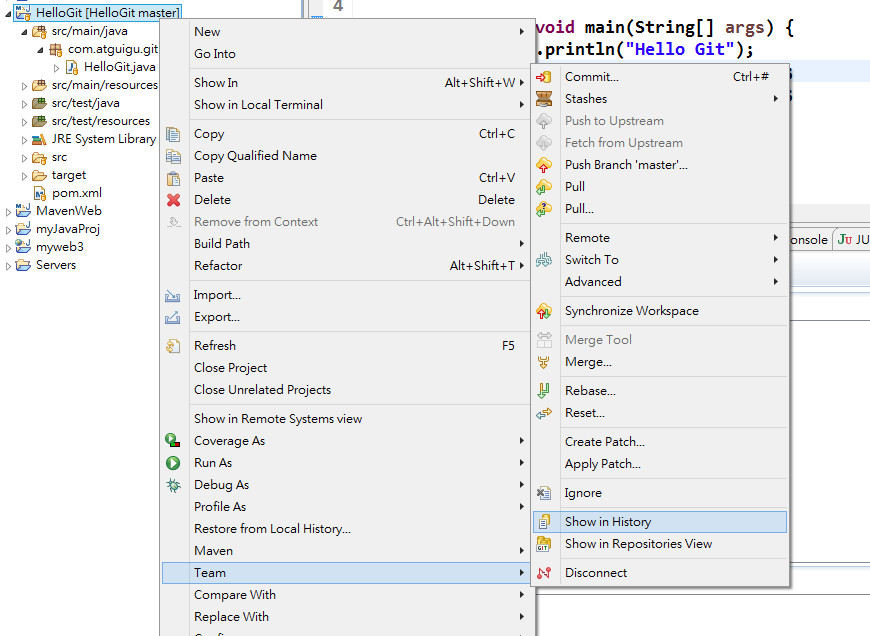 HelloGit [HelloGit master]
src/main/java
com.atguigu.git
HelloGit.java
src/main/resources
src/test/java
src/test/resources
JRE System Library
src
target
pom.xml
MavenWeb
myJavaProj
myweb3
Servers
4
void main(String[] args) {
.println("Hello Git");
onsole
JU JU
New
Go Into
Show In Alt+Shift+W
Show in Local Terminal
Copy Ctrl+C
Copy Qualified Name
Paste Ctrl+V
Delete Delete
Remove from Context Ctrl+Alt+Shift+Down
Build Path
Refactor Alt+Shift+T
Import...
Export...
Refresh F5
Close Project
Close Unrelated Projects
Show in Remote Systems view
Coverage As
Run As
Debug As
Profile As
Restore from Local History...
Maven
Team
Compare With
Replace With
Commit... Ctrl+#
Stashes
Push to Upstream
Fetch from Upstream
Push Branch 'master'...
Pull
Pull...
Remote
Switch To
Advanced
Synchronize Workspace
Merge Tool
Merge...
Rebase...
Reset...
Create Patch...
Apply Patch...
Ignore
Show in History
GIT Show in Repositories View
Disconnect